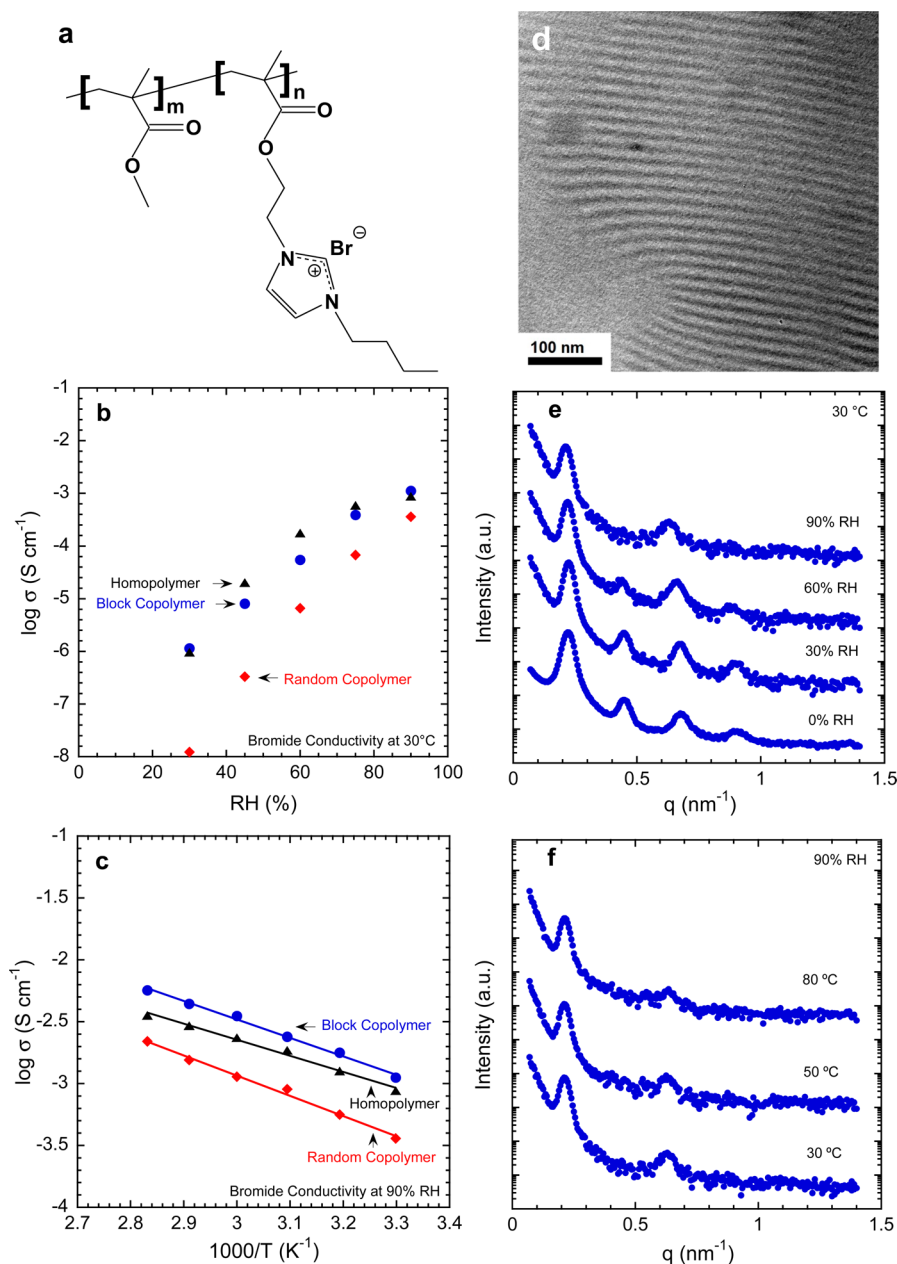 a
[ ]m [ ]n
O
O
O
O
N
Br ⊖
⊕
N
b
log σ (S cm-1)
-1
-2
-3
-4
-5
-6
-7
-8
Homopolymer
Block Copolymer
Random Copolymer
Bromide Conductivity at 30°C
0 20 40 60 80 100
RH (%)
c
log σ (S cm-1)
-1
-1.5
-2
-2.5
-3
-3.5
-4
Block Copolymer
Homopolymer
Random Copolymer
Bromide Conductivity at 90% RH
2.7 2.8 2.9 3 3.1 3.2 3.3 3.4
1000/T (K-1)
d
100 nm
e
30 °C
Intensity (a.u.)
90% RH
60% RH
30% RH
0% RH
0 0.5 1 1.5
q (nm-1)
f
90% RH
Intensity (a.u.)
80 ºC
50 ºC
30 ºC
0 0.5 1 1.5
q (nm-1)